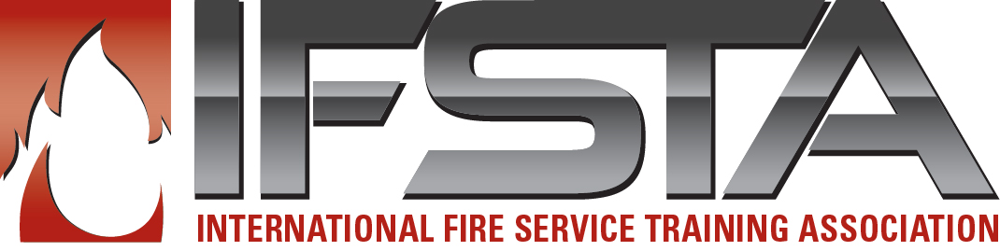 IFSTA
INTERNATIONAL FIRE SERVICE TRAINING ASSOCIATION